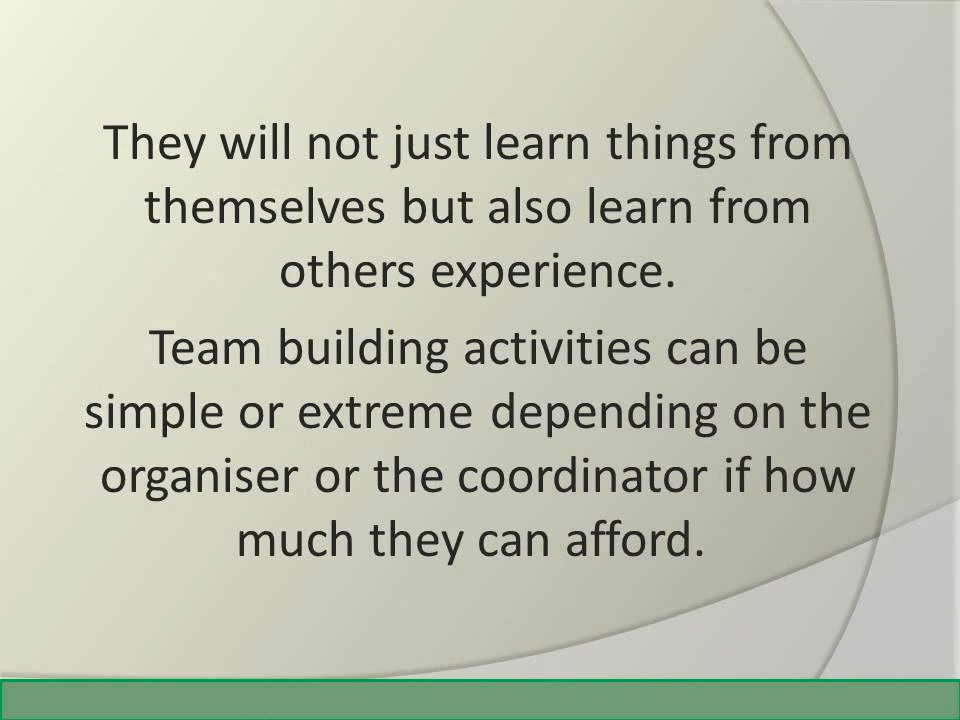 They will not just learn things from
themselves but also learn from
others experience.
Team building activities can be
simple or extreme depending on the
organiser or the coordinator if how
much they can afford.